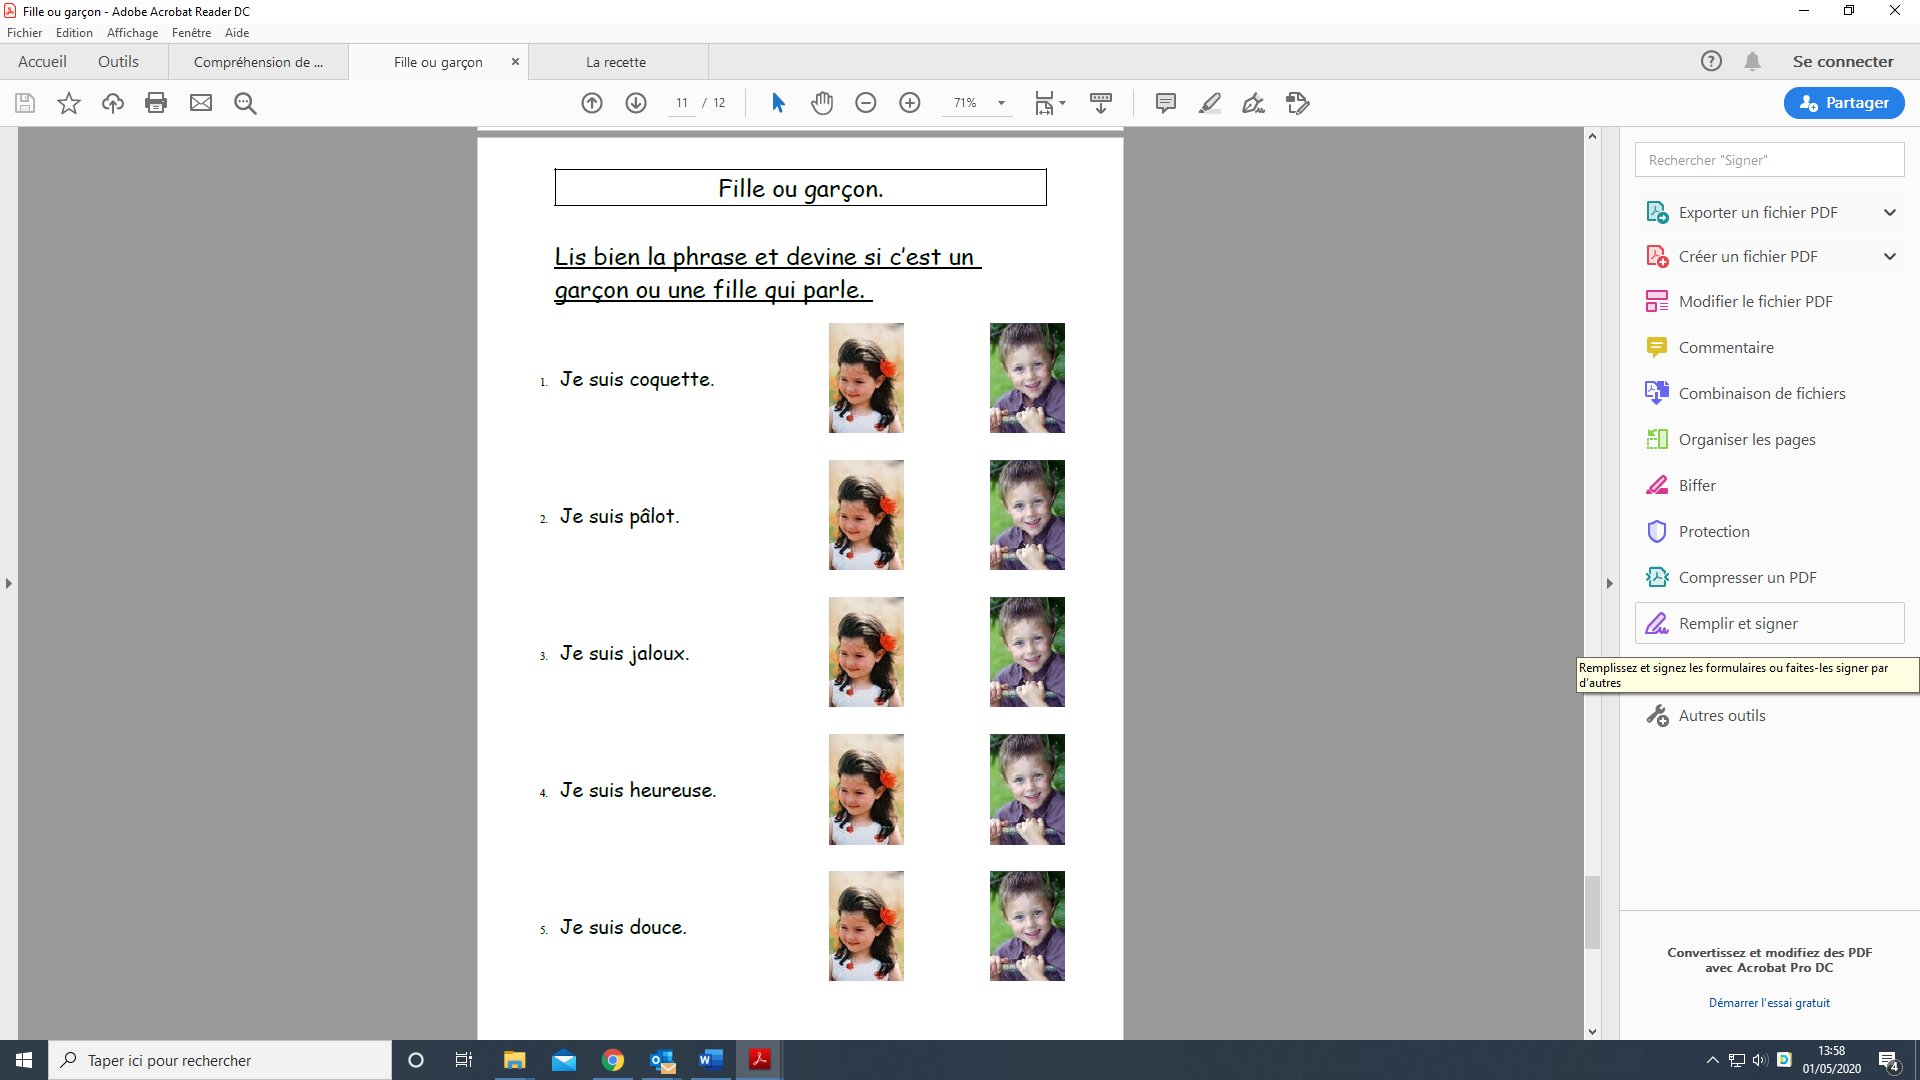 Fille ou garçon - Adobe Acrobat Reader DC
Fichier Edition Affichage Fenêtre Aide
Accueil Outils Compréhension de ... Fille ou garçon × La recette Se connecter
11 / 12 71% Partager
Fille ou garçon.
Lis bien la phrase et devine si c'est un
garçon ou une fille qui parle.
1. Je suis coquette.
2. Je suis pâlot.
3. Je suis jaloux.
4. Je suis heureuse.
5. Je suis douce.
Rechercher "Signer"
Exporter un fichier PDF
Créer un fichier PDF
Modifier le fichier PDF
Commentaire
Combinaison de fichiers
Organiser les pages
Biffer
Protection
Compresser un PDF
Remplir et signer
Remplissez et signez les formulaires ou faites-les signer par
d'autres
Autres outils
Convertissez et modifiez des PDF
avec Acrobat Pro DC
Démarrer l'essai gratuit
Taper ici pour rechercher
13:58
01/05/2020
4